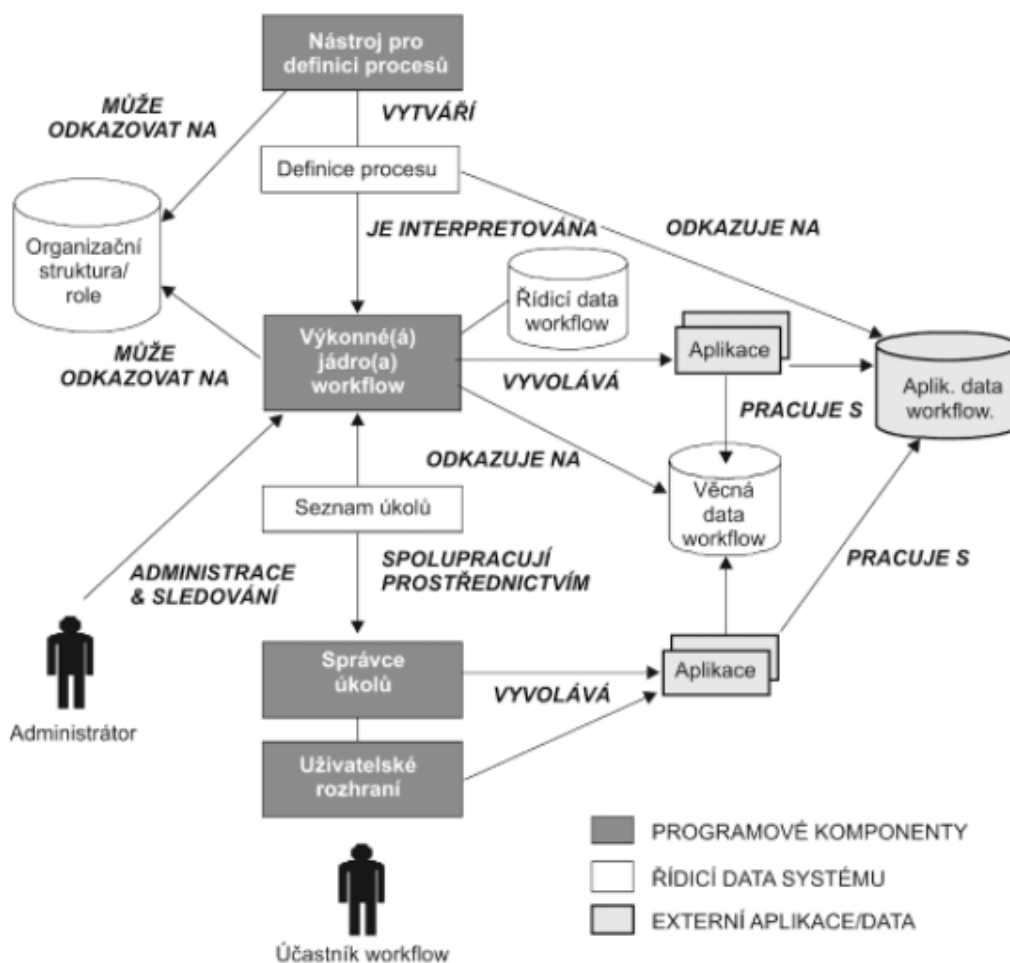 Nástroj pro
definici procesů
MŮŽE
ODKAZOVAT NA
VYTVÁŘÍ
Definice procesu
JE INTERPRETOVÁNA
ODKAZUJE NA
Organizační
struktura/
role
Řídicí data
workflow
Výkonné(á)
jádro(a)
workflow
Aplikace
MŮŽE
ODKAZOVAT NA
VYVOLÁVÁ
Aplik. data
workflow.
PRACUJE S
ODKAZUJE NA
Věcná
data
workflow
Seznam úkolů
ADMINISTRACE
& SLEDOVÁNÍ
SPOLUPRACUJÍ
PROSTŘEDNICTVÍM
PRACUJE S
Správce
úkolů
VYVOLÁVÁ
Aplikace
Administrátor
Uživatelské
rozhraní
PROGRAMOVÉ KOMPONENTY
ŘÍDICÍ DATA SYSTÉMU
EXTERNÍ APLIKACE/DATA
Účastník workflow